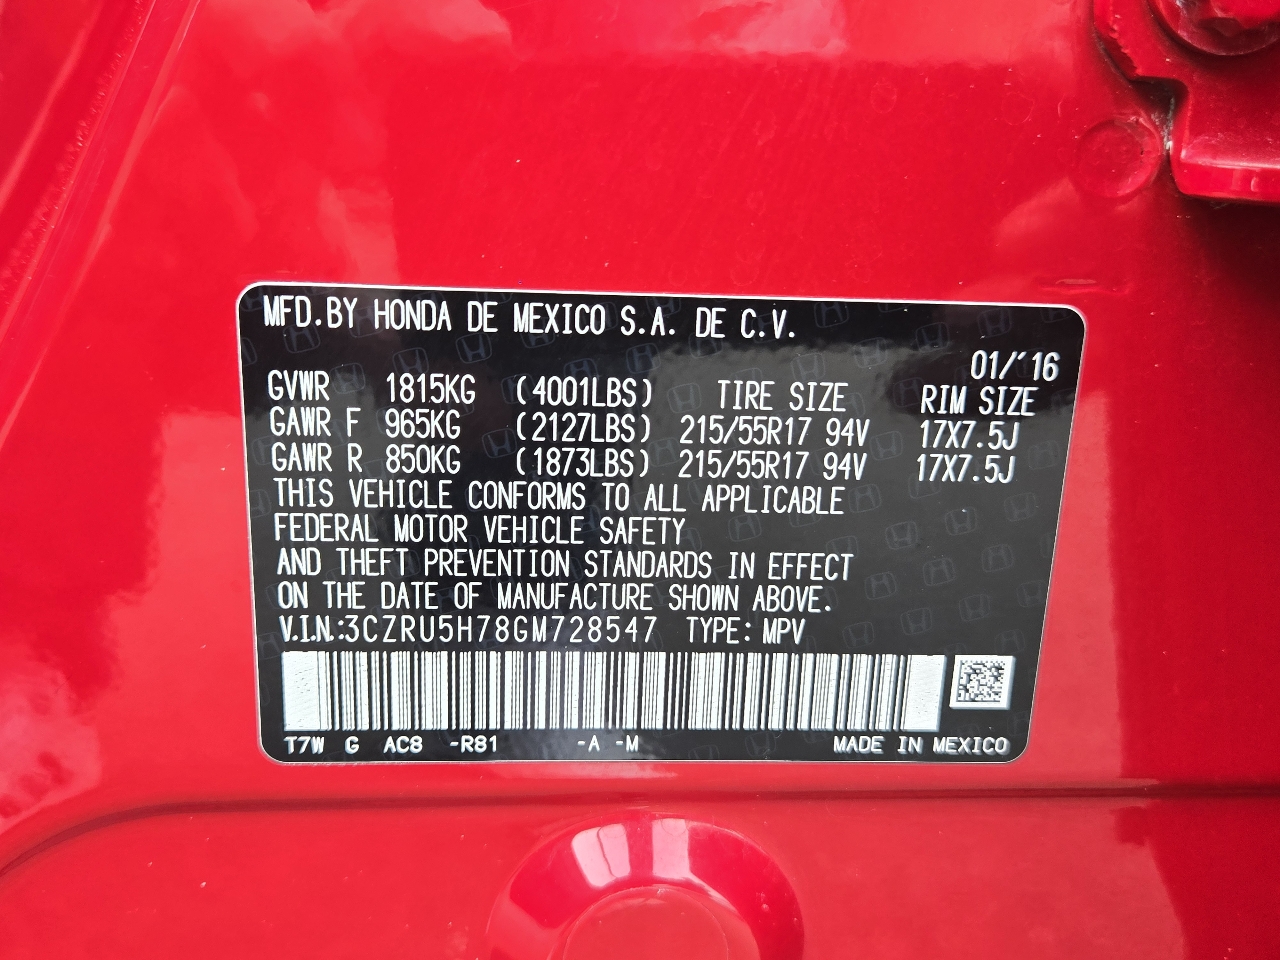 MFD.BY HONDA DE MEXICO S.A. DE C.V.
01/'16
GVWR 1815KG (4001LBS) TIRE SIZE RIM SIZE
GAWR F 965KG (2127LBS) 215/55R17 94V 17X7.5J
GAWR R 850KG (1873LBS) 215/55R17 94V 17X7.5J
THIS VEHICLE CONFORMS TO ALL APPLICABLE
FEDERAL MOTOR VEHICLE SAFETY
AND THEFT PREVENTION STANDARDS IN EFFECT
ON THE DATE OF MANUFACTURE SHOWN ABOVE.
V.I.N.:3CZRU5H78GM728547 TYPE: MPV
T7W G AC8 -R81 -A -M MADE IN MEXICO